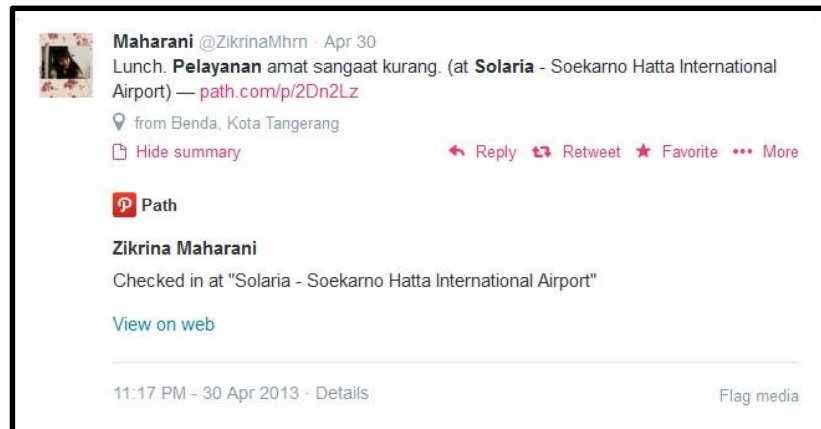 Maharani @ZikrinaMhrn · Apr 30
Lunch. Pelayanan amat sangaat kurang. (at Solaria - Soekarno Hatta International
Airport) — path.com/p/2Dn2Lz
from Benda, Kota Tangerang
Hide summary Reply Retweet Favorite More
Path
Zikrina Maharani
Checked in at "Solaria - Soekarno Hatta International Airport"
View on web
11:17 PM - 30 Apr 2013 · Details Flag media